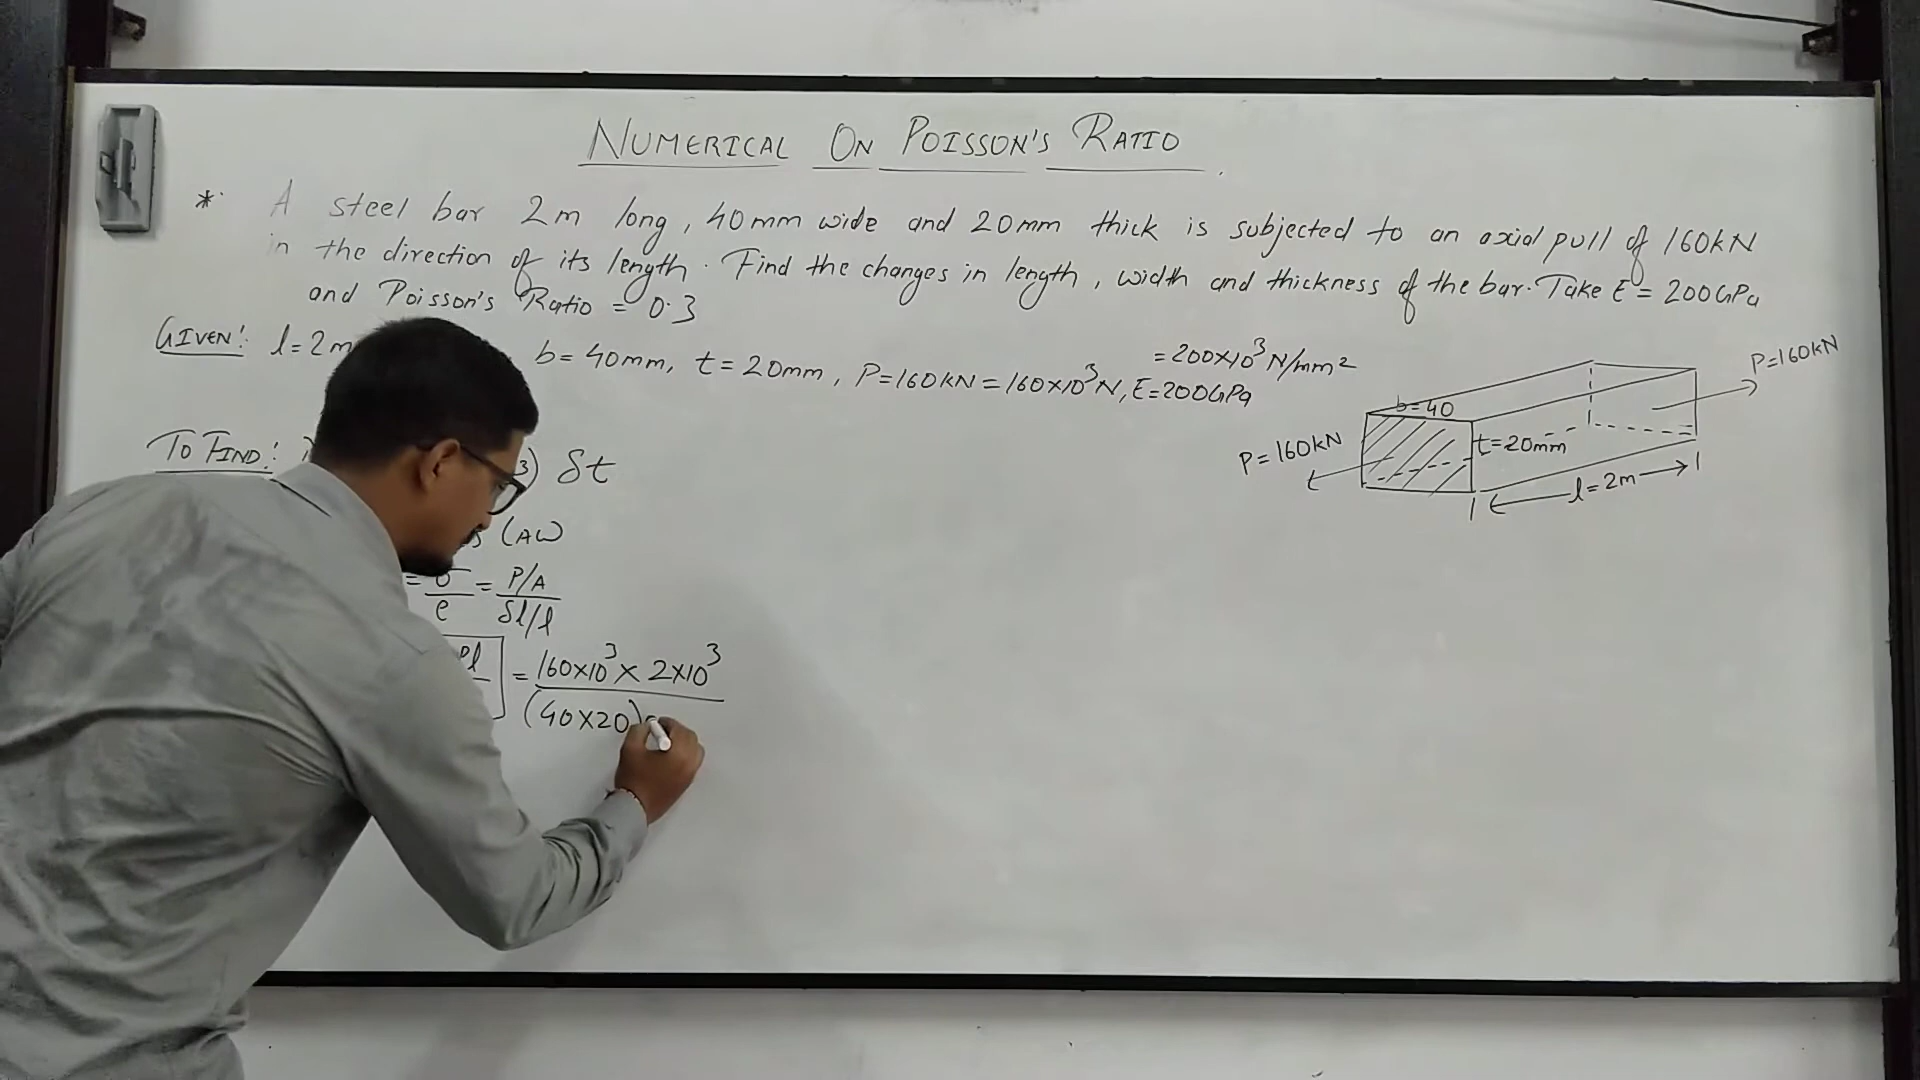 NUMERICAL ON POISSON'S RATIO
* A steel bar 2m long, 40mm wide and 20mm thick is subjected to an axial pull of 160kN
in the direction of its length. Find the changes in length, width and thickness of the bar. Take E = 200GPa
and Poisson's Ratio = 0.3
GIVEN: l=2m b=40mm, t=20mm, P=160kN=160×10³N, E=200GPa
=200×10³N/mm²
P=160kN
b=40
P=160kN
t=20mm
l=2m
TO FIND: 3) δt
(AW)
= σ/e = P/A / δl/l
Pl = 160×10³ × 2×10³
(40×20)